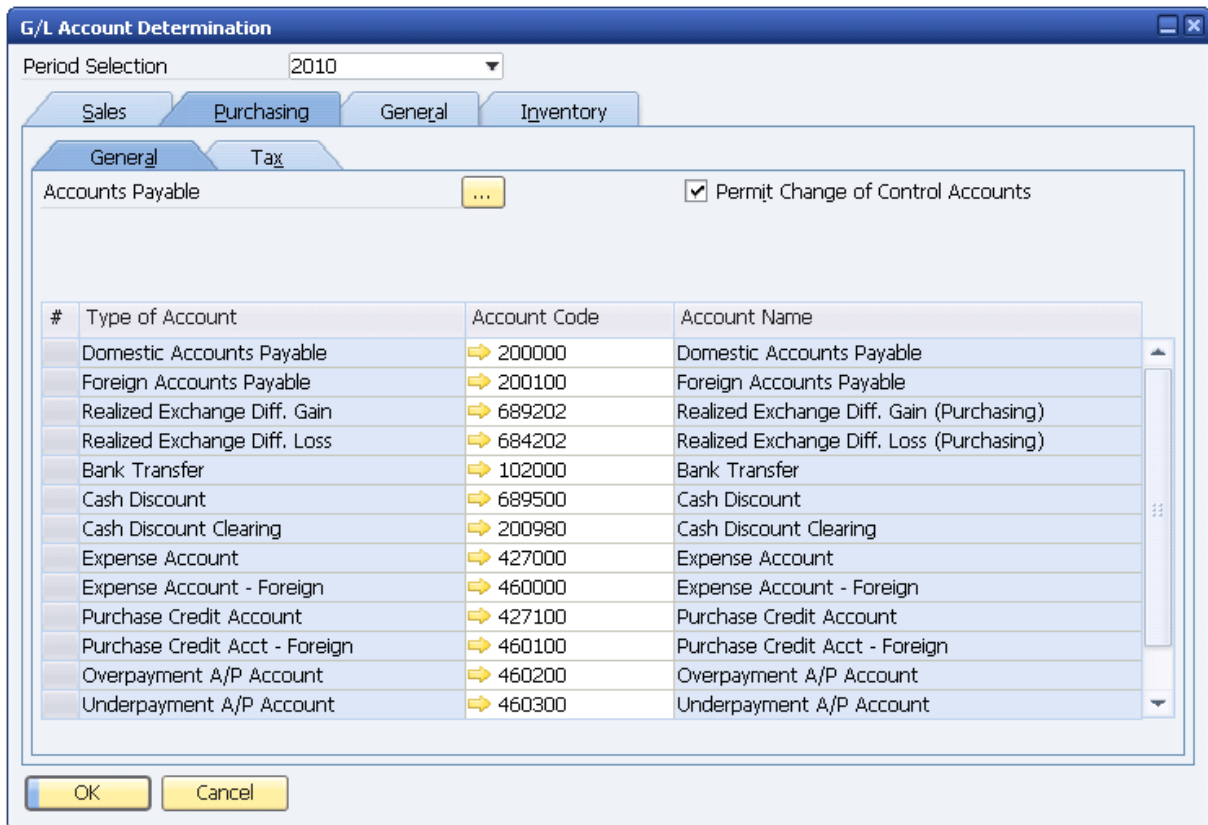 G/L Account Determination
Period Selection 2010
Sales Purchasing General Inventory
General Tax
Accounts Payable ... Permit Change of Control Accounts
# Type of Account Account Code Account Name
Domestic Accounts Payable 200000 Domestic Accounts Payable
Foreign Accounts Payable 200100 Foreign Accounts Payable
Realized Exchange Diff. Gain 689202 Realized Exchange Diff. Gain (Purchasing)
Realized Exchange Diff. Loss 684202 Realized Exchange Diff. Loss (Purchasing)
Bank Transfer 102000 Bank Transfer
Cash Discount 689500 Cash Discount
Cash Discount Clearing 200980 Cash Discount Clearing
Expense Account 427000 Expense Account
Expense Account - Foreign 460000 Expense Account - Foreign
Purchase Credit Account 427100 Purchase Credit Account
Purchase Credit Acct - Foreign 460100 Purchase Credit Acct - Foreign
Overpayment A/P Account 460200 Overpayment A/P Account
Underpayment A/P Account 460300 Underpayment A/P Account
OK Cancel